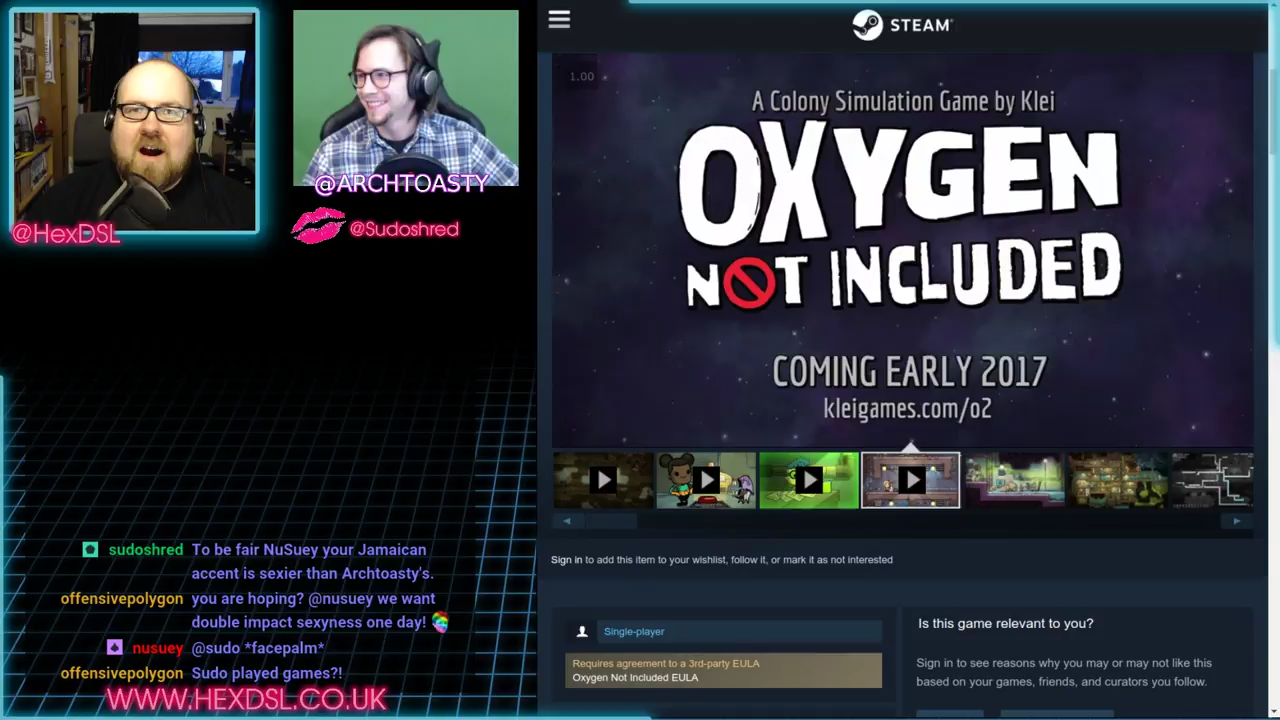 @HexDSL
@ARCHTOASTY
@Sudoshred
sudoshred To be fair NuSuey your Jamaican
accent is sexier than Archtoasty's.
offensivepolygon you are hoping? @nusuey we want
double impact sexyness one day!
nusuey @sudo *facepalm*
offensivepolygon Sudo played games?!
WWW.HEXDSL.CO.UK
STEAM
1.00
A Colony Simulation Game by Klei
OXYGEN
NOT INCLUDED
COMING EARLY 2017
kleigames.com/o2
Sign in to add this item to your wishlist, follow it, or mark it as not interested
Single-player
Requires agreement to a 3rd-party EULA
Oxygen Not Included EULA
Is this game relevant to you?
Sign in to see reasons why you may or may not like this
based on your games, friends, and curators you follow.